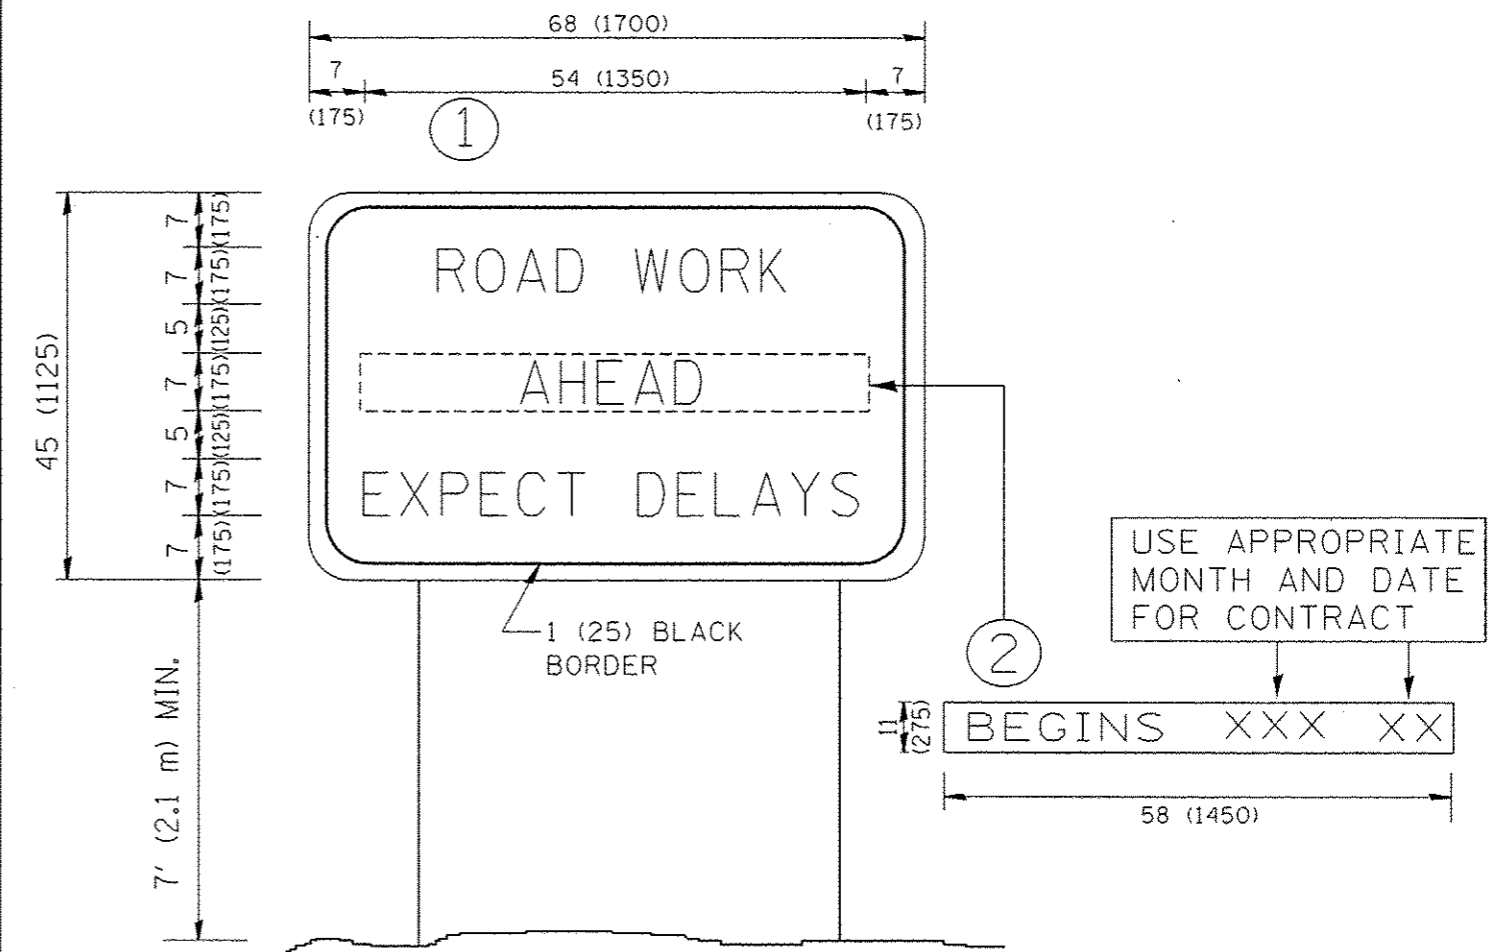 68 (1700)
7
54 (1350)
7
(175)
(175)
1
45 (1125)
7
(175)
7
(175)
5
(125)
7
(175)
5
(125)
7
(175)
7
(175)
ROAD WORK
AHEAD
EXPECT DELAYS
1 (25) BLACK
BORDER
7' (2.1 m) MIN.
2
USE APPROPRIATE
MONTH AND DATE
FOR CONTRACT
11
(275)
BEGINS XXX XX
58 (1450)